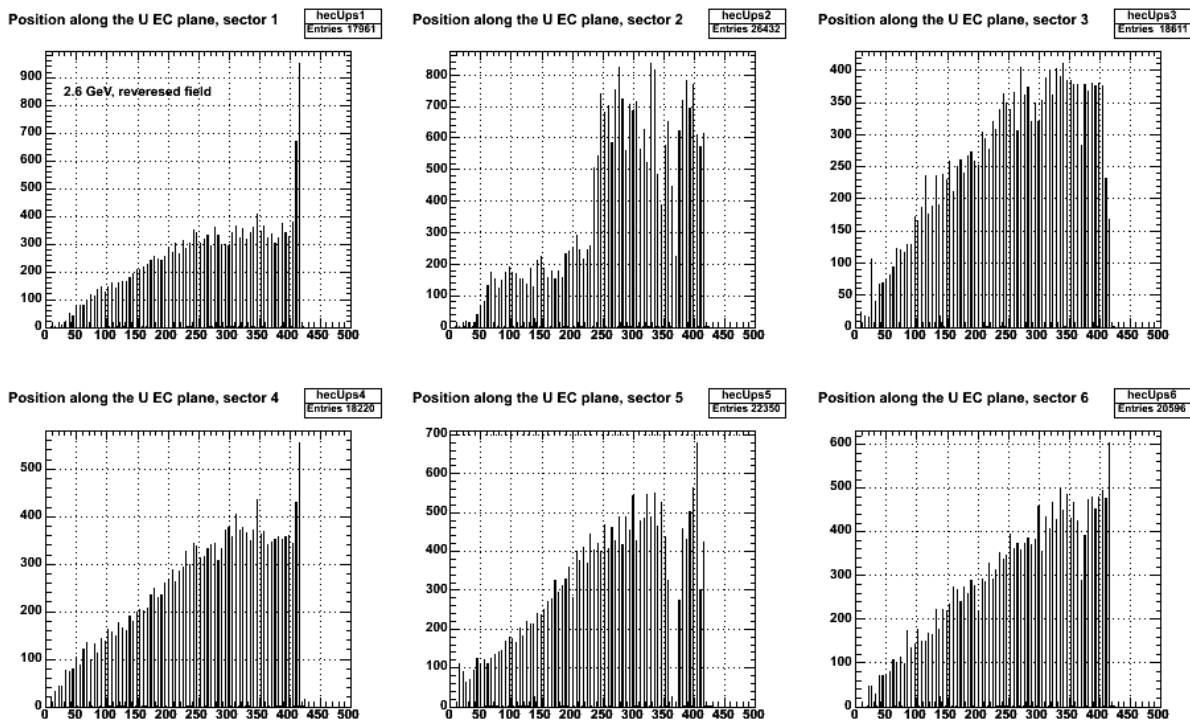 Position along the U EC plane, sector 1
hecUps1
Entries 17961
2.6 GeV, reveresed field
900
800
700
600
500
400
300
200
100
0
0 50 100 150 200 250 300 350 400 450 500
Position along the U EC plane, sector 2
hecUps2
Entries 26432
800
700
600
500
400
300
200
100
0
0 50 100 150 200 250 300 350 400 450 500
Position along the U EC plane, sector 3
hecUps3
Entries 18611
400
350
300
250
200
150
100
50
0
0 50 100 150 200 250 300 350 400 450 500
Position along the U EC plane, sector 4
hecUps4
Entries 18220
500
400
300
200
100
0
0 50 100 150 200 250 300 350 400 450 500
Position along the U EC plane, sector 5
hecUps5
Entries 22350
700
600
500
400
300
200
100
0
0 50 100 150 200 250 300 350 400 450 500
Position along the U EC plane, sector 6
hecUps6
Entries 20596
600
500
400
300
200
100
0
0 50 100 150 200 250 300 350 400 450 500